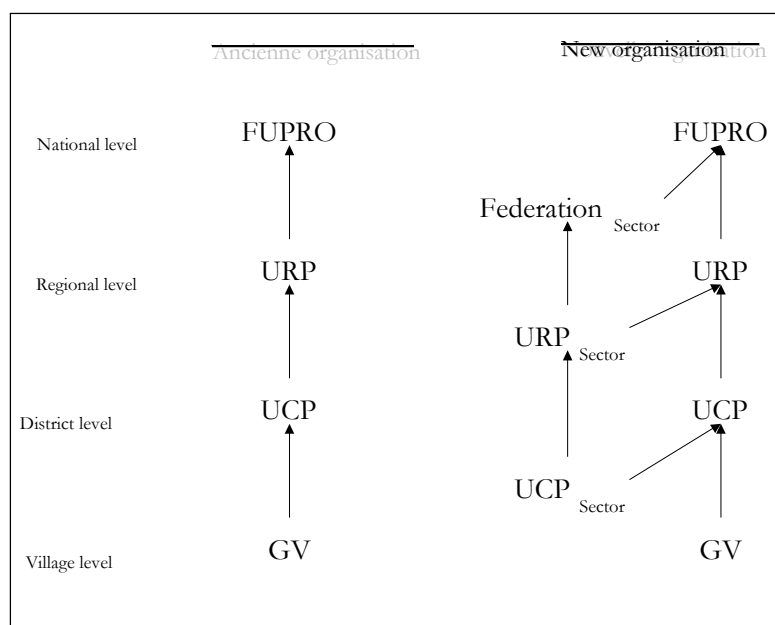 Ancienne organisation
New organisation
National level
FUPRO
FUPRO
Federation Sector
Regional level
URP
URP
URP Sector
District level
UCP
UCP
UCP Sector
Village level
GV
GV